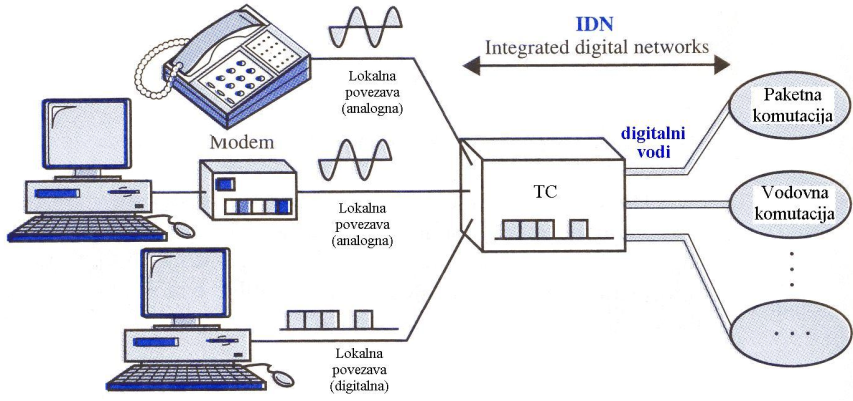 IDN
Integrated digital networks
Lokalna
povezava
(analogna)
Modem
Lokalna
povezava
(analogna)
Lokalna
povezava
(digitalna)
TC
digitalni
vodi
Paketna
komutacija
Vodovna
komutacija
. . .